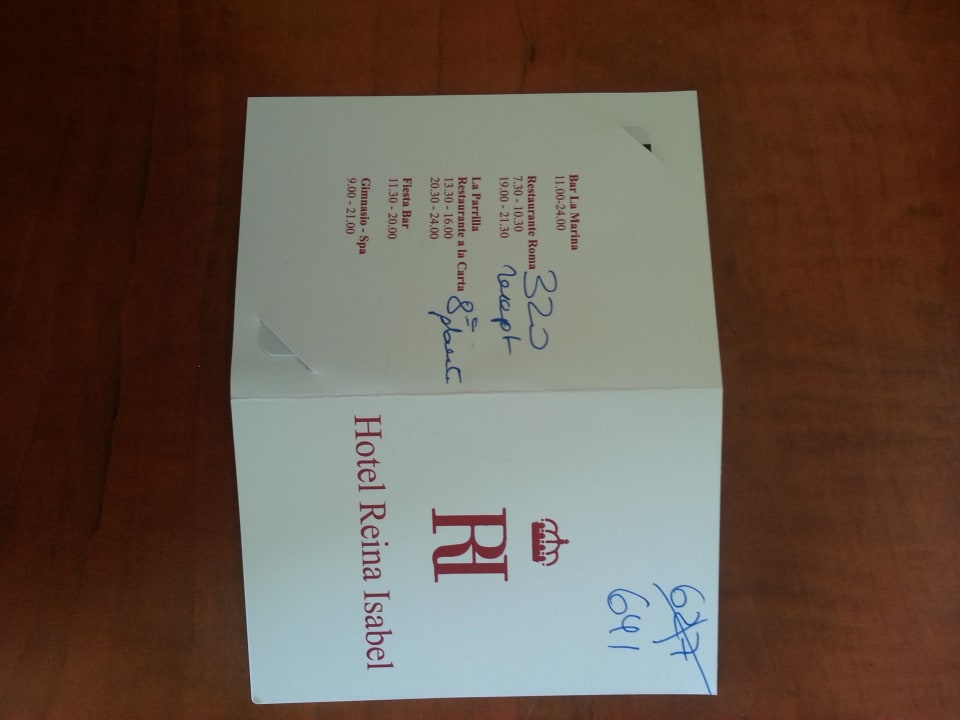 Bar La Marina
11.00-24.00
Restaurante Roma
7.30 - 10.30
19.00 - 21.30
320
La Parrilla
Restaurante a la Carta
13.30 - 16.00
20.30 - 24.00
8ª
Fiesta Bar
11.30 - 20.00
Gimnasio - Spa
9.00 - 21.00
627
641
RI
Hotel Reina Isabel